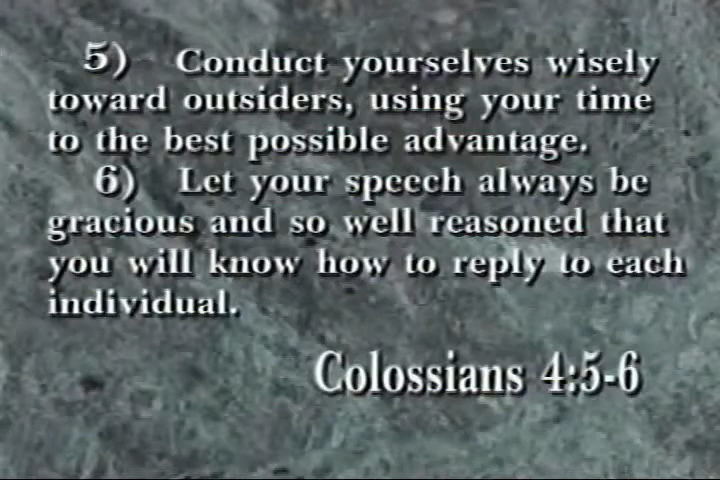 5) Conduct yourselves wisely
toward outsiders, using your time
to the best possible advantage.
6) Let your speech always be
gracious and so well reasoned that
you will know how to reply to each
individual.
Colossians 4:5-6